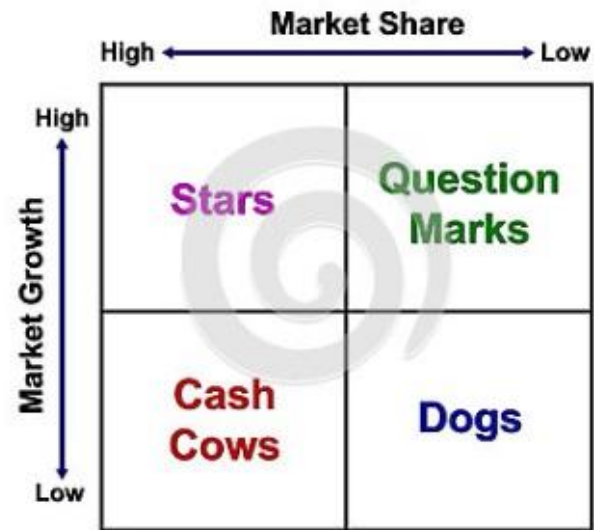 Market Share
High
Low
High
Market Growth
Low
Stars
Question
Marks
Cash
Cows
Dogs